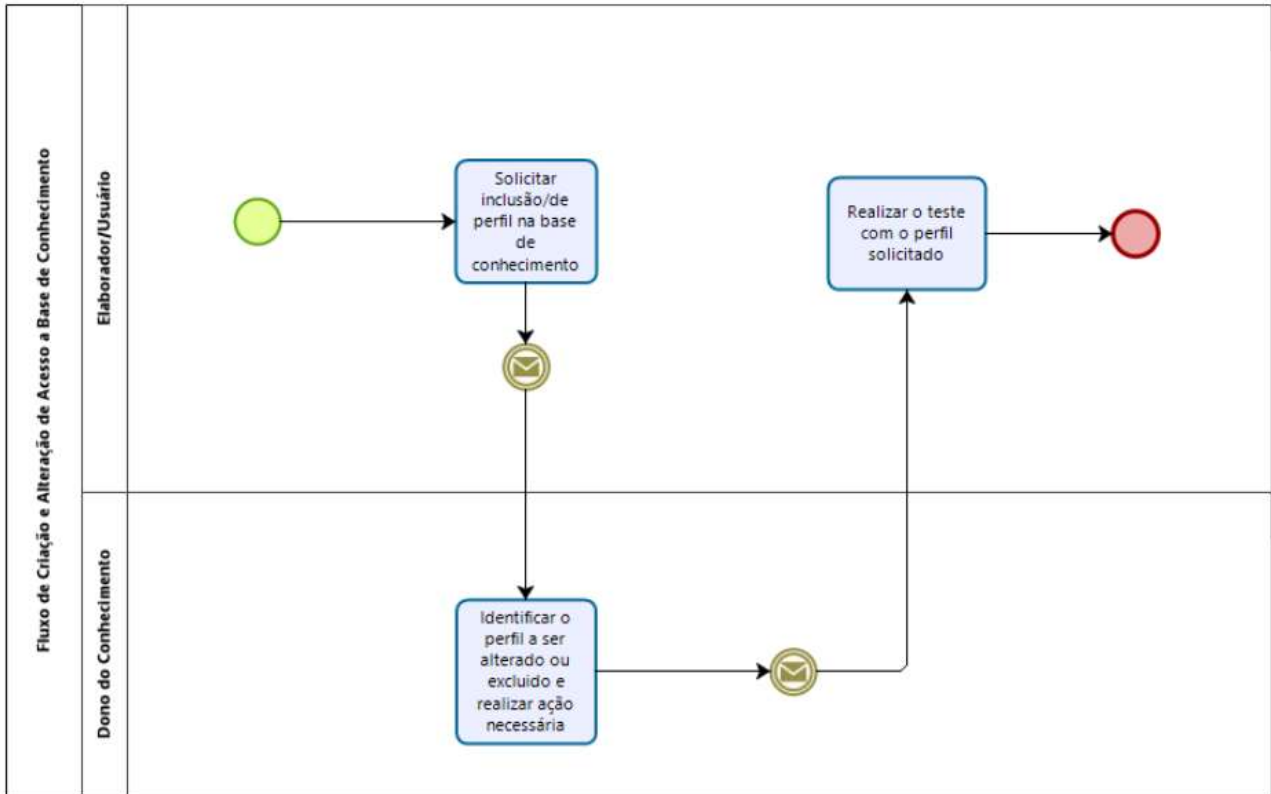 Fluxo de Criação e Alteração de Acesso a Base de Conhecimento
Elaborador/Usuário
Solicitar
inclusão/de
perfil na base
de
conhecimento
Realizar o teste
com o perfil
solicitado
Dono do Conhecimento
Identificar o
perfil a ser
alterado ou
excluido e
realizar ação
necessária